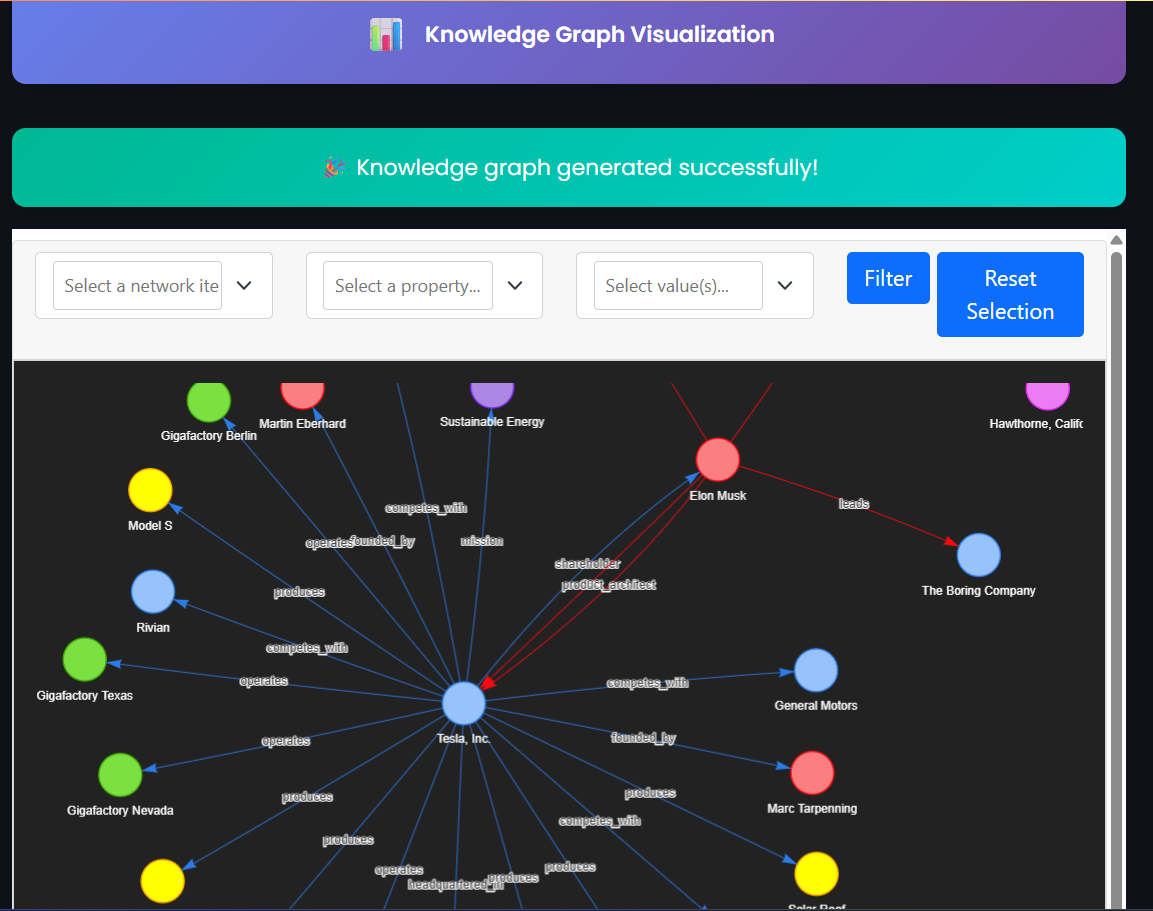 Knowledge Graph Visualization
🎉 Knowledge graph generated successfully!
Select a network ite
Select a property...
Select value(s)...
Filter
Reset
Selection
Gigafactory Berlin
Martin Eberhard
Sustainable Energy
Hawthorne, Califo
Elon Musk
Model S
competes_with
leads
operates
founded_by
mission
shareholder
product_architect
The Boring Company
produces
Rivian
competes_with
operates
Gigafactory Texas
competes_with
General Motors
Tesla, Inc.
operates
founded_by
Gigafactory Nevada
Marc Tarpenning
produces
produces
competes_with
produces
operates
headquartered_in
produces
produces
Solar Roof